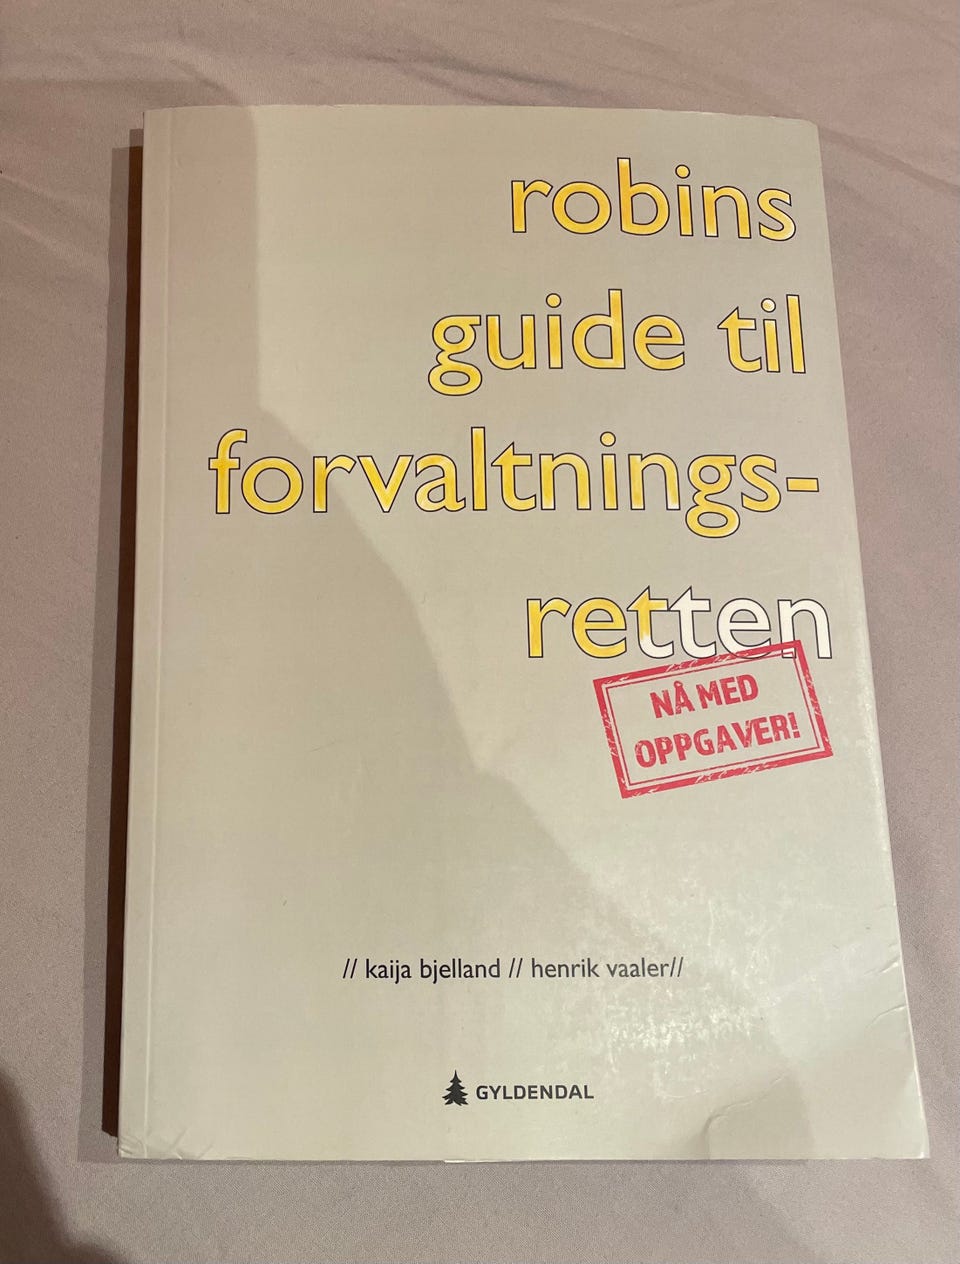 robins
guide til
forvaltnings-
retten
NÅ MED
OPPGAVER!
// kaija bjelland // henrik vaaler//
GYLDENDAL